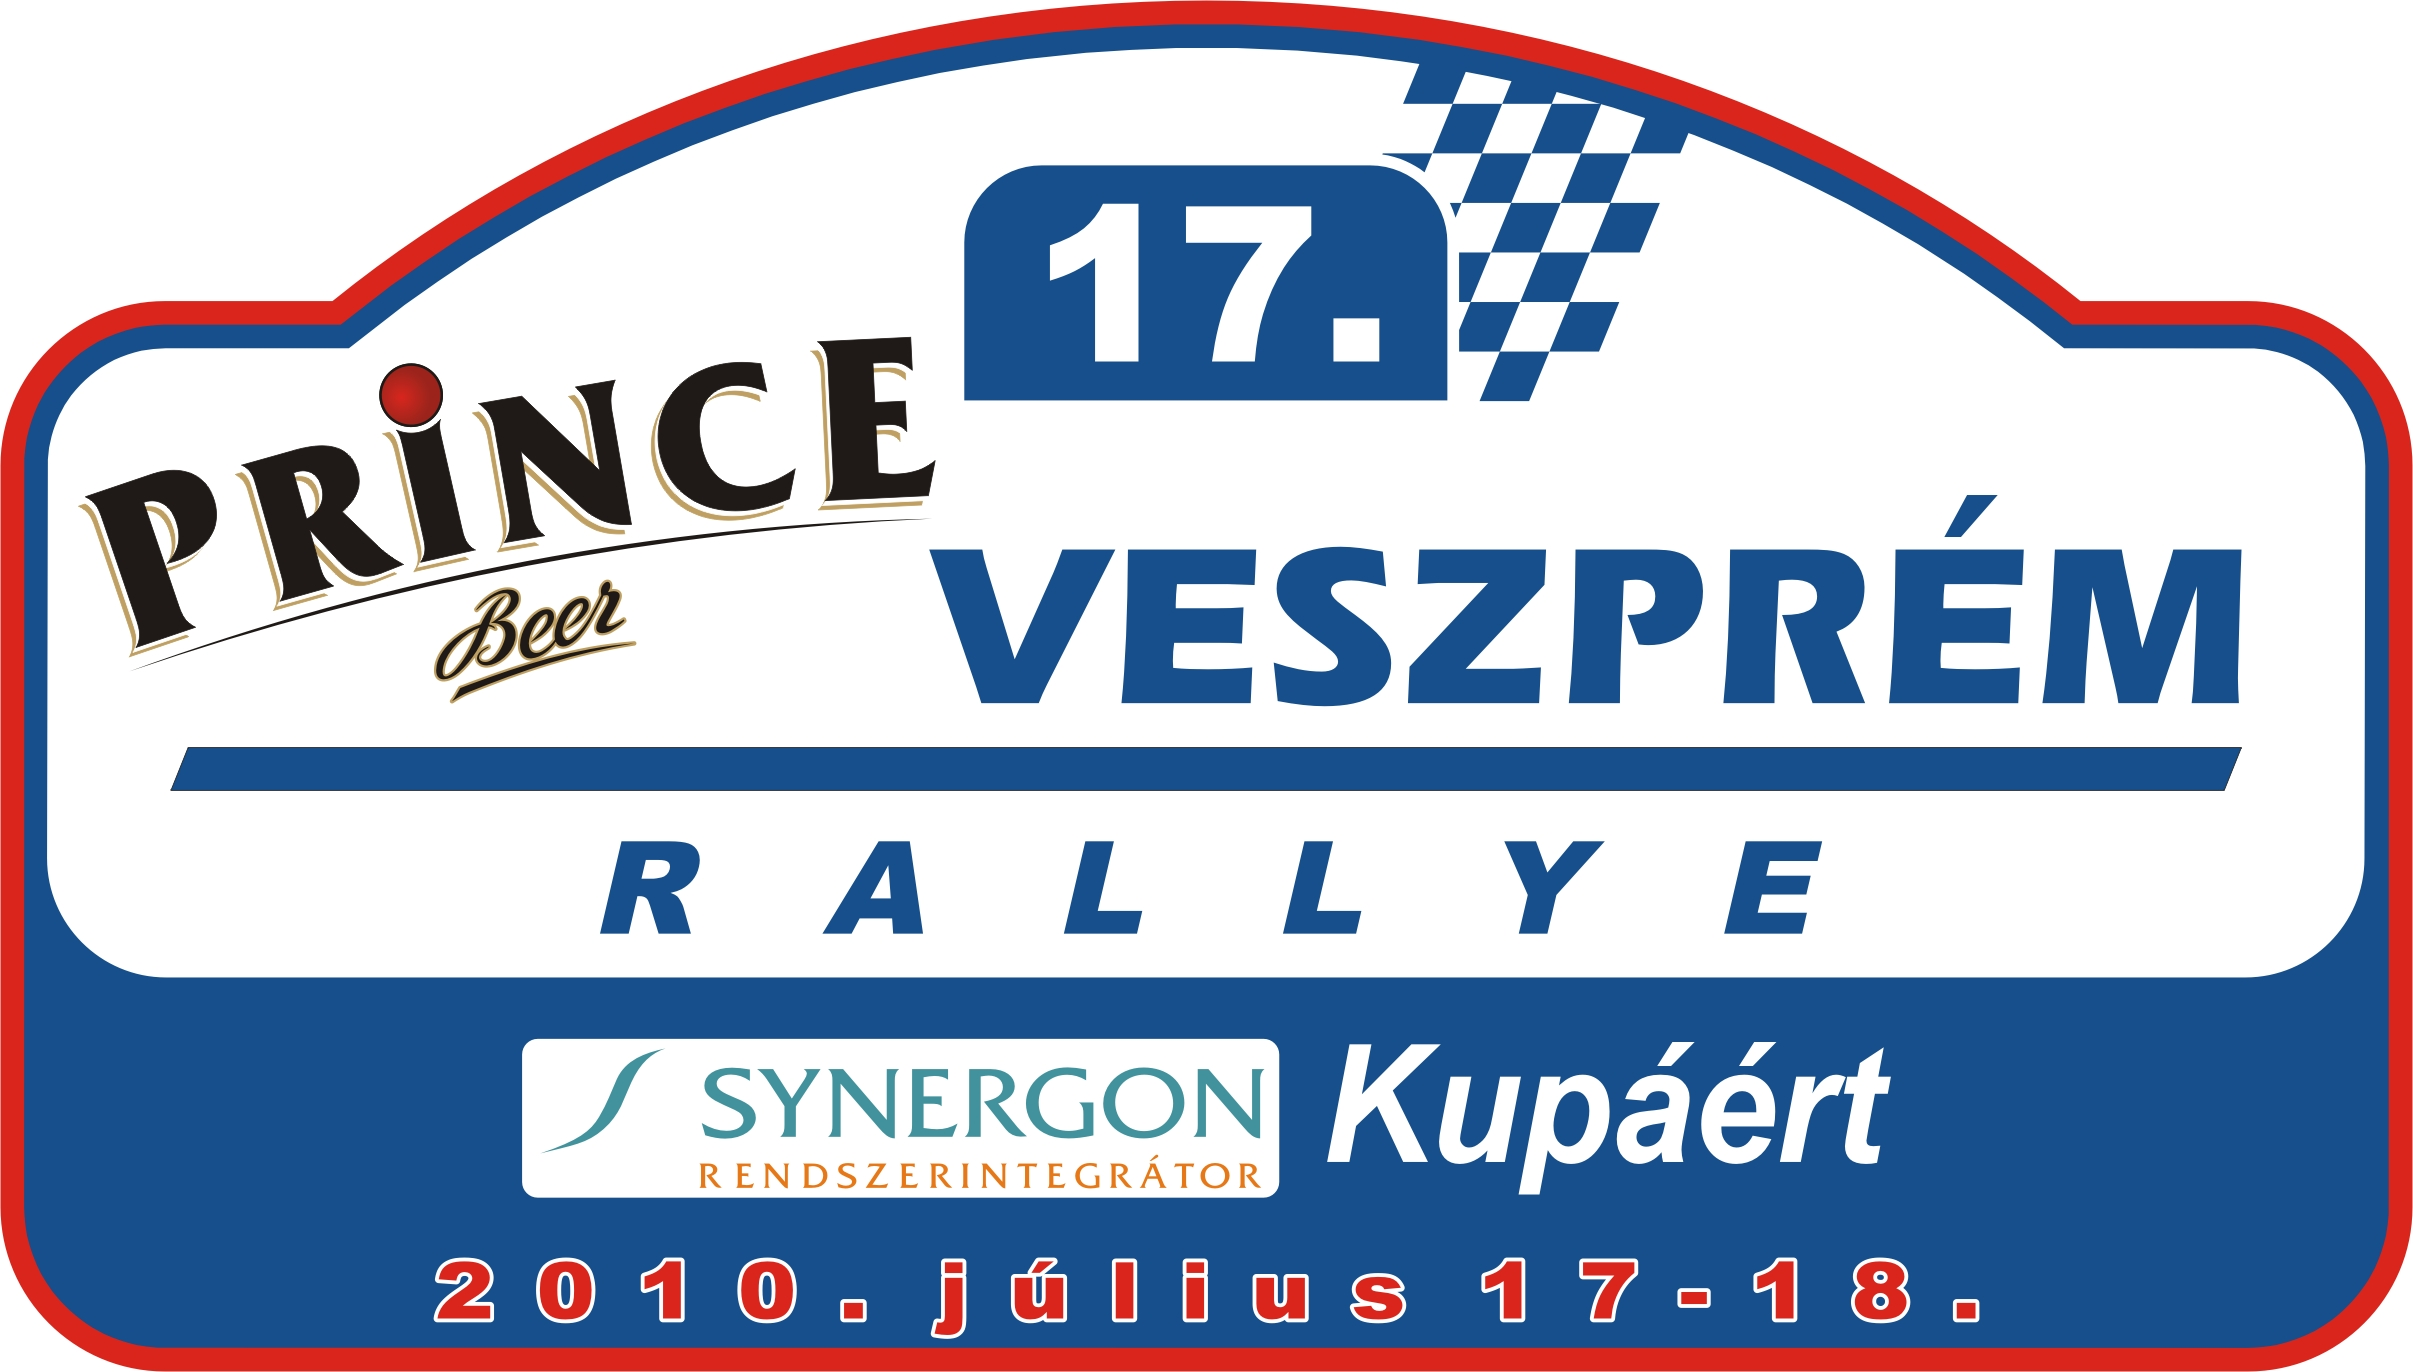 17.
PRiNCE
Beer
VESZPRÉM
RALLYE
SYNERGON
RENDSZERINTEGRÁTOR
Kupáért
2010. július 17-18.